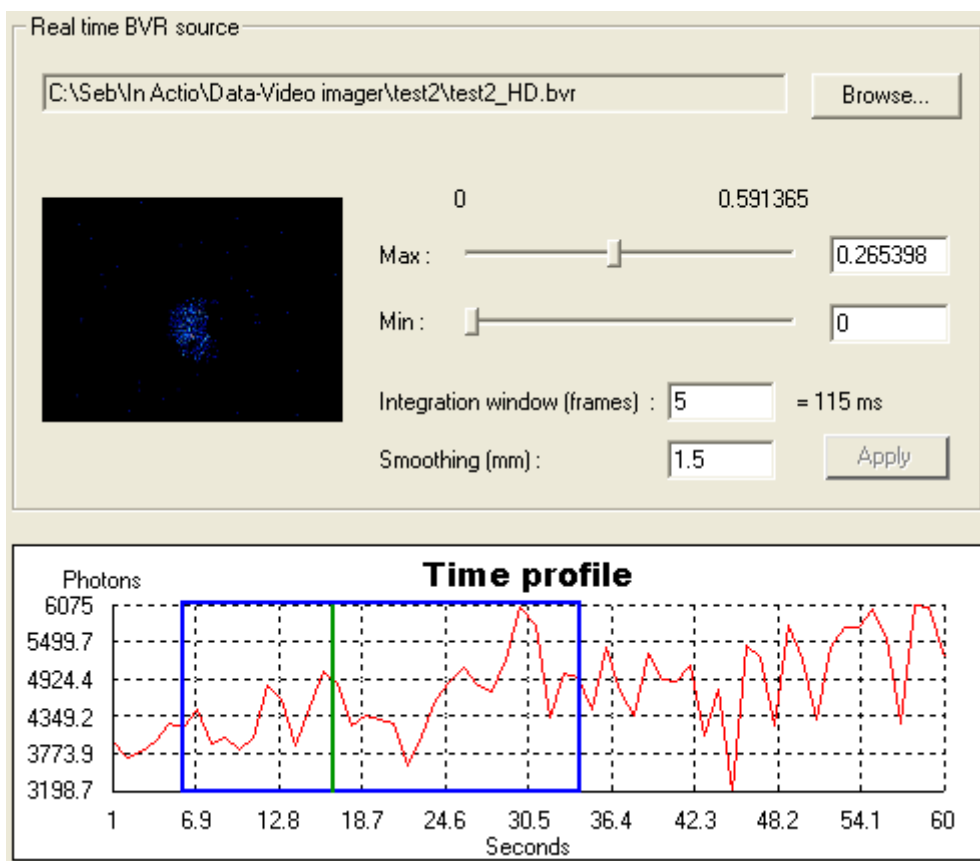 Real time BVR source
C:\Seb\In Actio\Data-Video imager\test2\test2_HD.bvr
Browse...
0 0.591365
Max : 0.265398
Min : 0
Integration window (frames) : 5 = 115 ms
Smoothing (mm) : 1.5 Apply
Time profile
Photons
6075
5499.7
4924.4
4349.2
3773.9
3198.7
1 6.9 12.8 18.7 24.6 30.5 36.4 42.3 48.2 54.1 60
Seconds